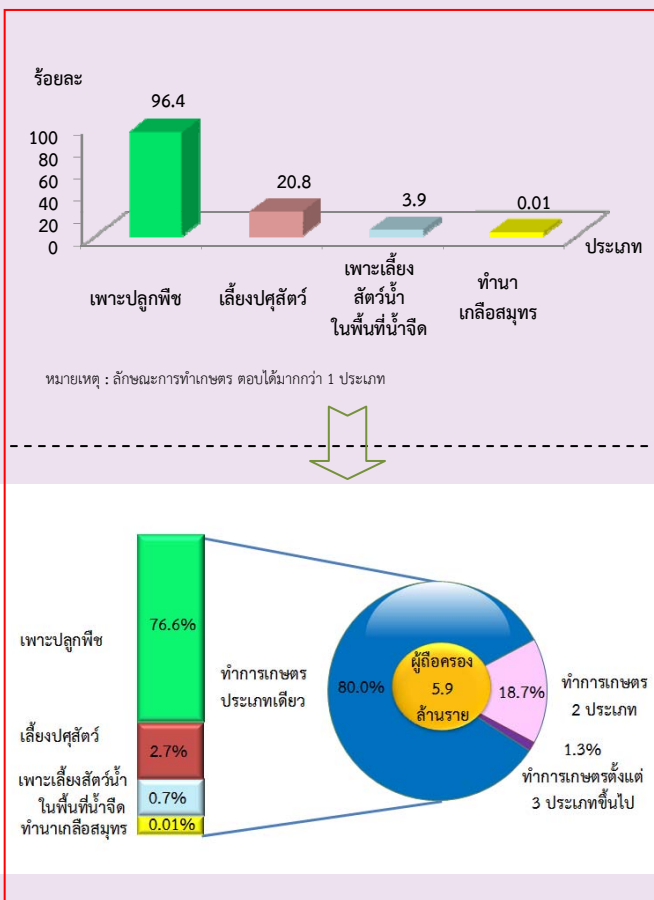 ร้อยละ
96.4
100
80
60
40
20
0
20.8
3.9
0.01
ประเภท
เพาะปลูกพืช
เลี้ยงปศุสัตว์
เพาะเลี้ยง
สัตว์น้ำ
ในพื้นที่น้ำจืด
ทำนา
เกลือสมุทร
หมายเหตุ : ลักษณะการทำเกษตร ตอบได้มากกว่า 1 ประเภท
เพาะปลูกพืช
76.6%
เลี้ยงปศุสัตว์
2.7%
เพาะเลี้ยงสัตว์น้ำ
ในพื้นที่น้ำจืด
0.7%
ทำนาเกลือสมุทร
0.01%
ทำการเกษตร
ประเภทเดียว
80.0%
ผู้ถือครอง
5.9
ล้านราย
18.7%
ทำการเกษตร
2 ประเภท
1.3%
ทำการเกษตรตั้งแต่
3 ประเภทขึ้นไป